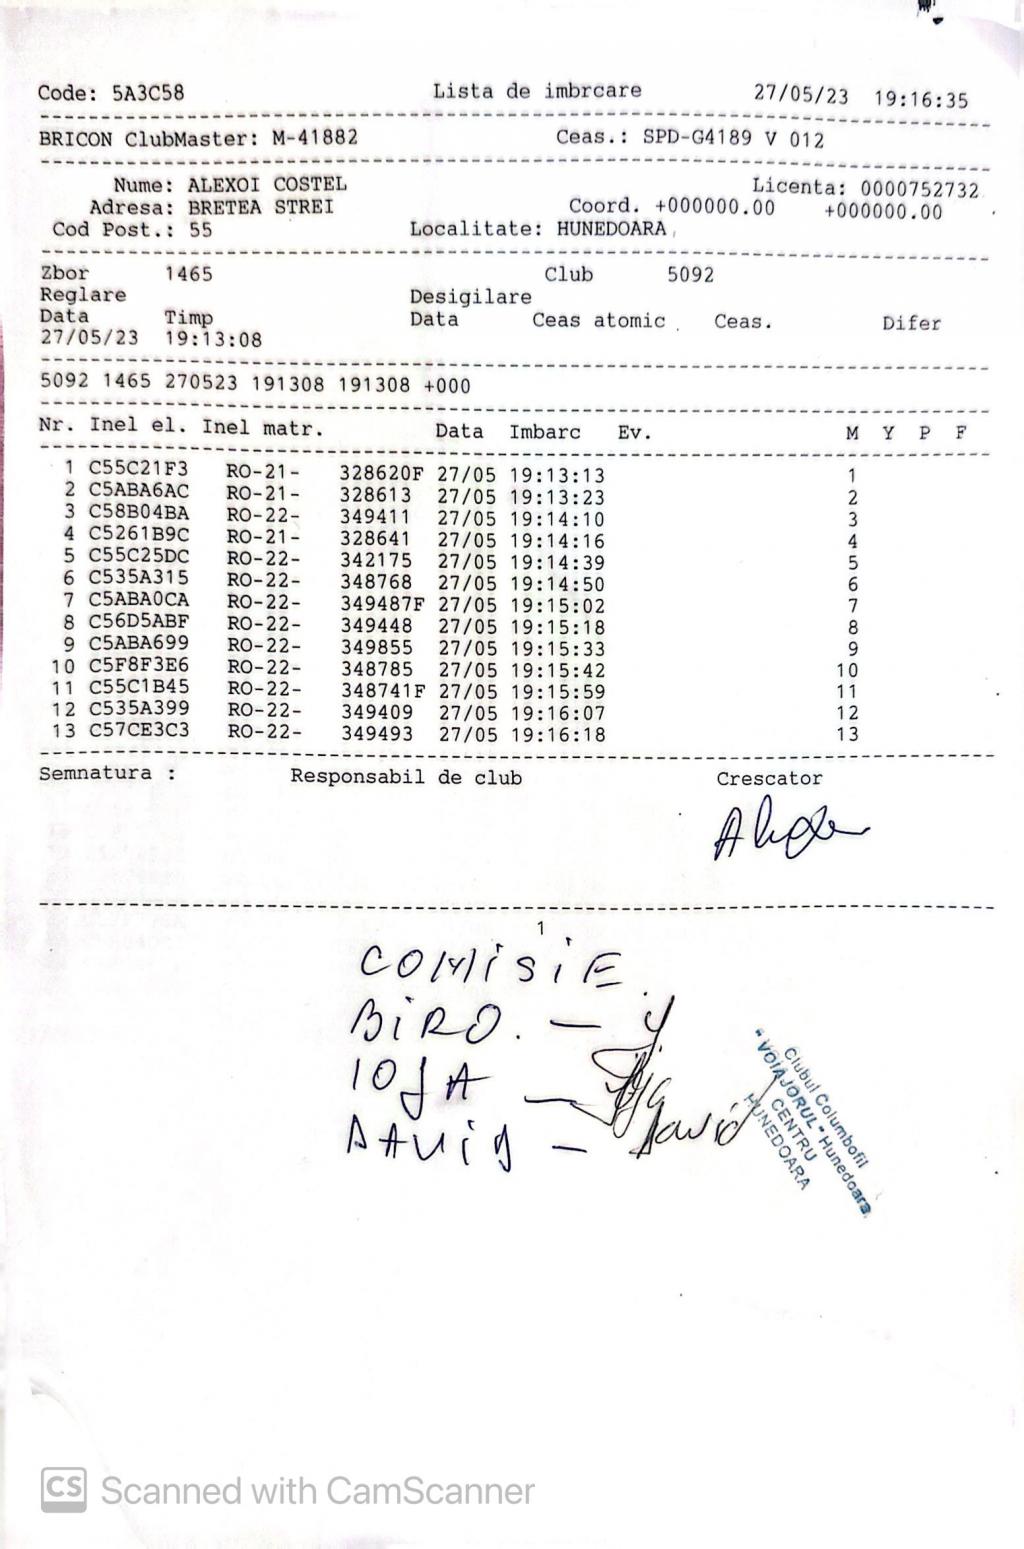 Code: 5A3C58 Lista de imbrcare 27/05/23 19:16:35
BRICON ClubMaster: M-41882 Ceas.: SPD-G4189 V 012
Nume: ALEXOI COSTEL Licenta: 0000752732
Adresa: BRETEA STREI Coord. +000000.00 +000000.00
Cod Post.: 55 Localitate: HUNEDOARA
Zbor 1465 Club 5092
Reglare Desigilare
Data Timp Data Ceas atomic Ceas. Difer
27/05/23 19:13:08
5092 1465 270523 191308 191308 +000
Nr. Inel el. Inel matr. Data Imbarc Ev. M Y P F
1 C55C21F3 RO-21- 328620F 27/05 19:13:13 1
2 C5ABA6AC RO-21- 328613 27/05 19:13:23 2
3 C58B04BA RO-22- 349411 27/05 19:14:10 3
4 C5261B9C RO-21- 328641 27/05 19:14:16 4
5 C55C25DC RO-22- 342175 27/05 19:14:39 5
6 C535A315 RO-22- 348768 27/05 19:14:50 6
7 C5ABA0CA RO-22- 349487F 27/05 19:15:02 7
8 C56D5ABF RO-22- 349448 27/05 19:15:18 8
9 C5ABA699 RO-22- 349855 27/05 19:15:33 9
10 C5F8F3E6 RO-22- 348785 27/05 19:15:42 10
11 C55C1B45 RO-22- 348741F 27/05 19:15:59 11
12 C535A399 RO-22- 349409 27/05 19:16:07 12
13 C57CE3C3 RO-22- 349493 27/05 19:16:18 13
Semnatura : Responsabil de club Crescator
1
COMISIE
BIRO. —
IOJA —
DAVID — David
Clubul Columbofil
"VOIAJORUL" Hunedoara
CENTRU
HUNEDOARA
CS Scanned with CamScanner